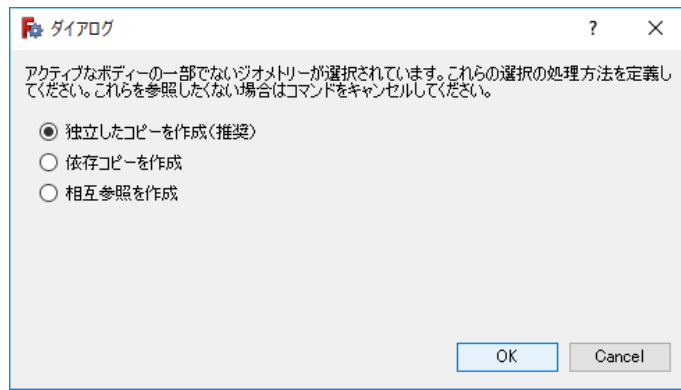 ダイアログ
?
アクティブなボディーの一部でないジオメトリーが選択されています。これらの選択の処理方法を定義し
てください。これらを参照したくない場合はコマンドをキャンセルしてください。
独立したコピーを作成(推奨)
依存コピーを作成
相互参照を作成
OK
Cancel